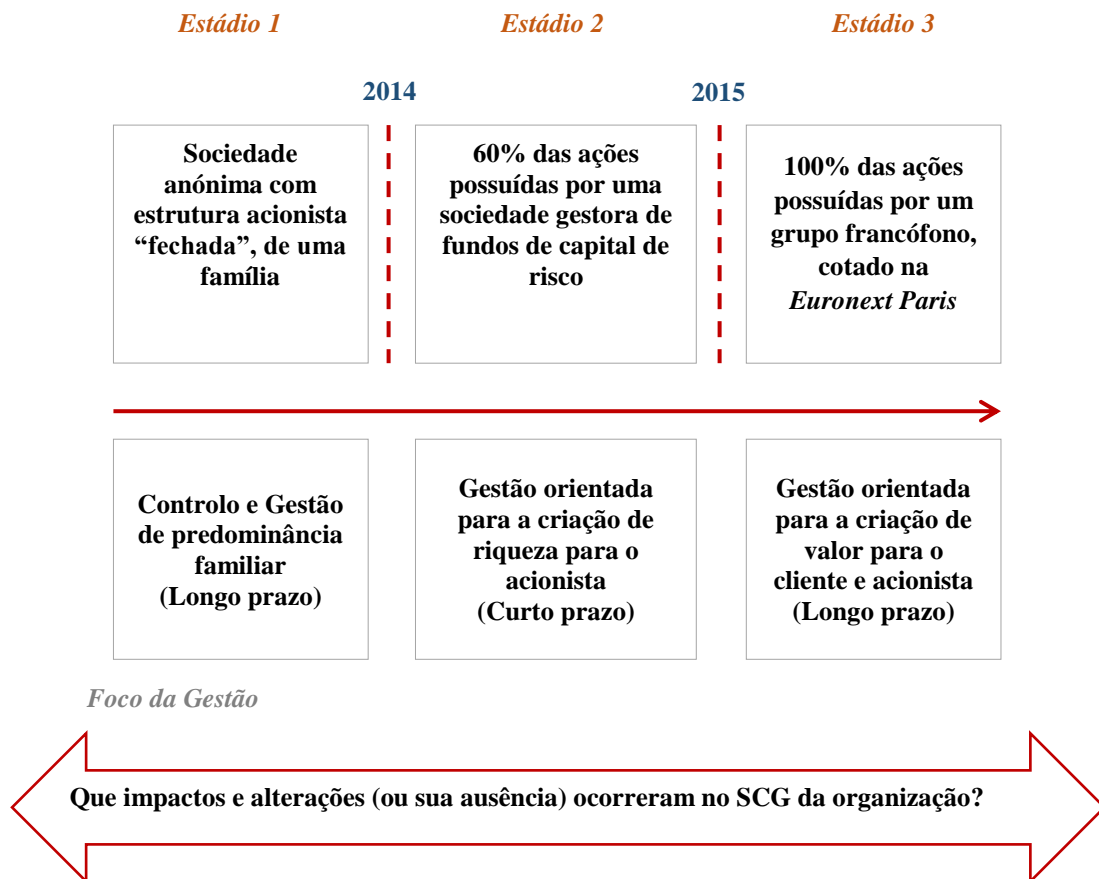 Estádio 1
Estádio 2
Estádio 3
2014
2015
Sociedade
anónima com
estrutura acionista
“fechada”, de uma
família
60% das ações
possuídas por uma
sociedade gestora de
fundos de capital de
risco
100% das ações
possuídas por um
grupo francófono,
cotado na
Euronext Paris
Controlo e Gestão
de predominância
familiar
(Longo prazo)
Gestão orientada
para a criação de
riqueza para o
acionista
(Curto prazo)
Gestão orientada
para a criação de
valor para o
cliente e acionista
(Longo prazo)
Foco da Gestão
Que impactos e alterações (ou sua ausência) ocorreram no SCG da organização?